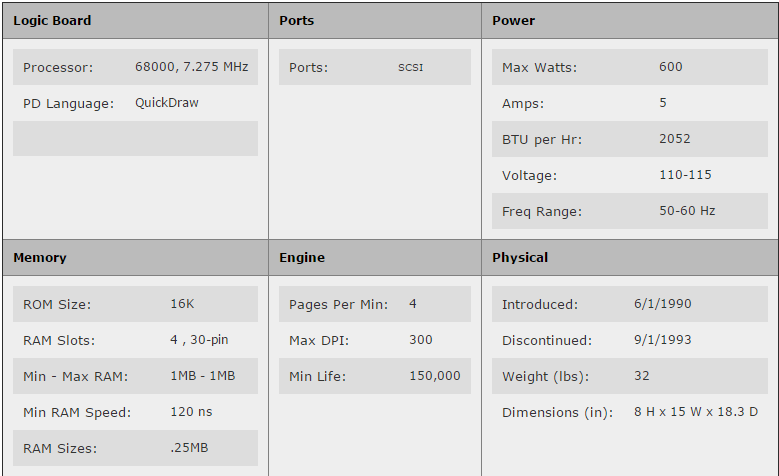 Logic Board
Processor: 68000, 7.275 MHz
PD Language: QuickDraw
Ports
Ports: SCSI
Power
Max Watts: 600
Amps: 5
BTU per Hr: 2052
Voltage: 110-115
Freq Range: 50-60 Hz
Memory
ROM Size: 16K
RAM Slots: 4 , 30-pin
Min - Max RAM: 1MB - 1MB
Min RAM Speed: 120 ns
RAM Sizes: .25MB
Engine
Pages Per Min: 4
Max DPI: 300
Min Life: 150,000
Physical
Introduced: 6/1/1990
Discontinued: 9/1/1993
Weight (lbs): 32
Dimensions (in): 8 H x 15 W x 18.3 D